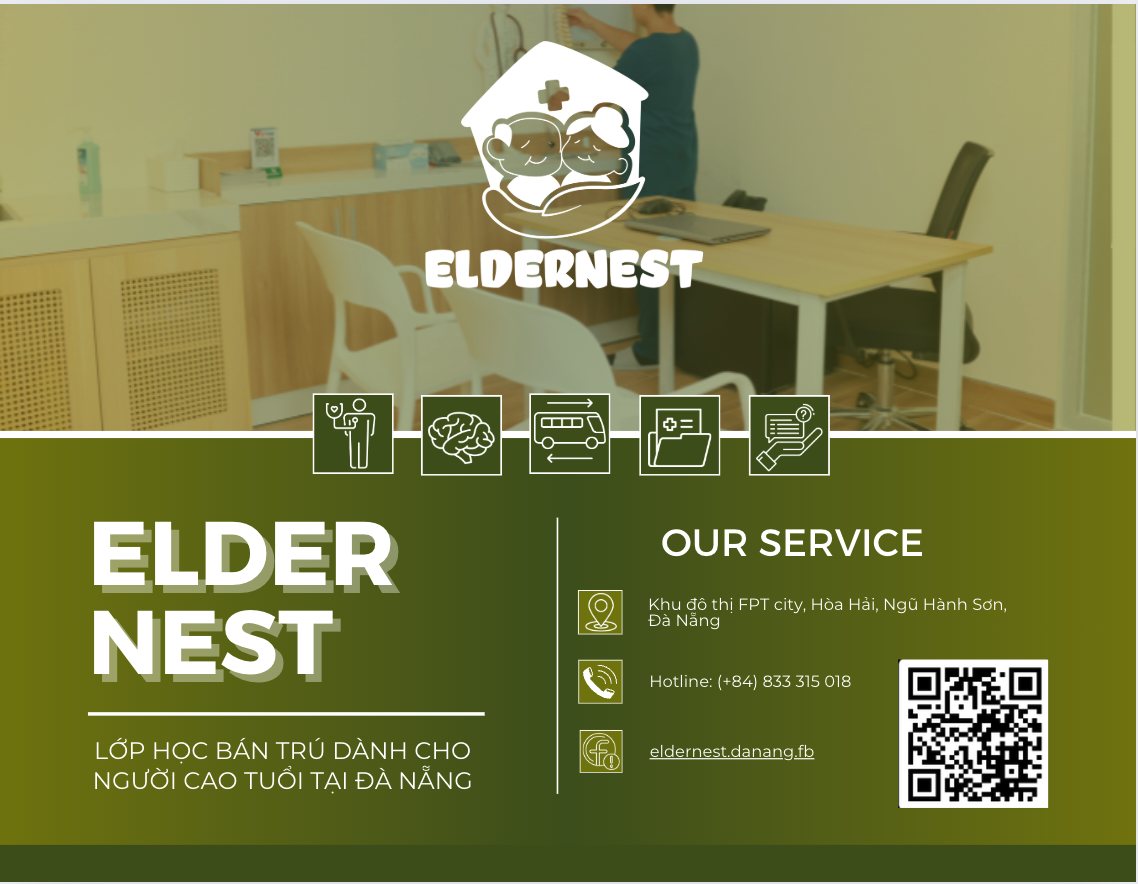 ELDERNEST
ELDER
NEST
LỚP HỌC BÁN TRÚ DÀNH CHO
NGƯỜI CAO TUỔI TẠI ĐÀ NẴNG
OUR SERVICE
Khu đô thị FPT city, Hòa Hải, Ngũ Hành Sơn,
Đà Nẵng
Hotline: (+84) 833 315 018
eldernest.danang.fb